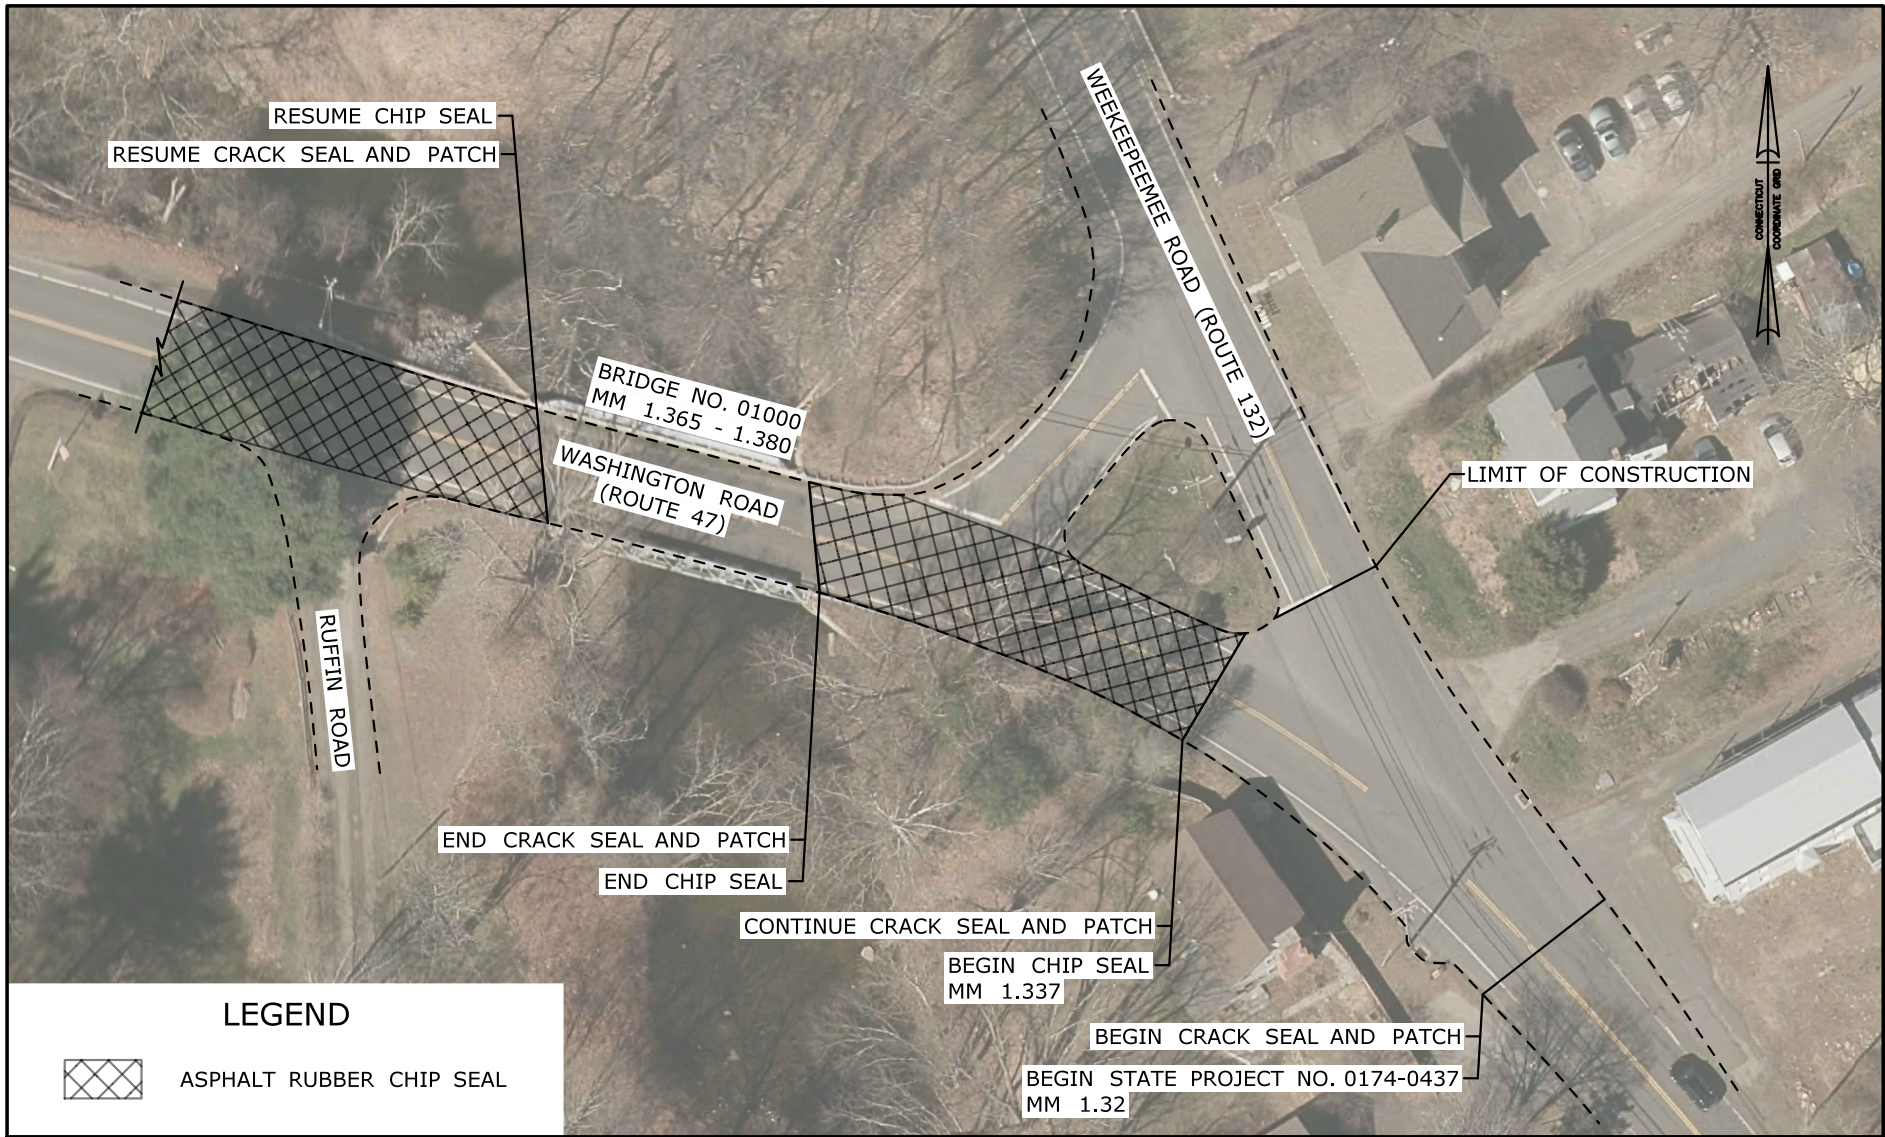 RESUME CHIP SEAL
RESUME CRACK SEAL AND PATCH
WEEKEPEEMEE ROAD (ROUTE 132)
CONNECTICUT
COORDINATE GRID
BRIDGE NO. 01000
MM 1.365 - 1.380
WASHINGTON ROAD
(ROUTE 47)
LIMIT OF CONSTRUCTION
RUFFIN ROAD
END CRACK SEAL AND PATCH
END CHIP SEAL
CONTINUE CRACK SEAL AND PATCH
BEGIN CHIP SEAL
MM 1.337
BEGIN CRACK SEAL AND PATCH
BEGIN STATE PROJECT NO. 0174-0437
MM 1.32
LEGEND
ASPHALT RUBBER CHIP SEAL